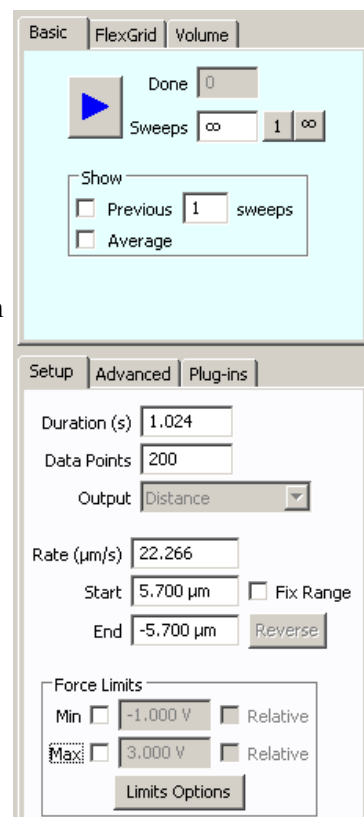 Basic FlexGrid Volume
Done 0
Sweeps ∞ 1 ∞
Show
Previous 1 sweeps
Average
n
Setup Advanced Plug-ins
Duration (s) 1.024
Data Points 200
Output Distance
Rate (µm/s) 22.266
Start 5.700 µm Fix Range
End -5.700 µm Reverse
Force Limits
Min -1.000 V Relative
Max 3.000 V Relative
Limits Options